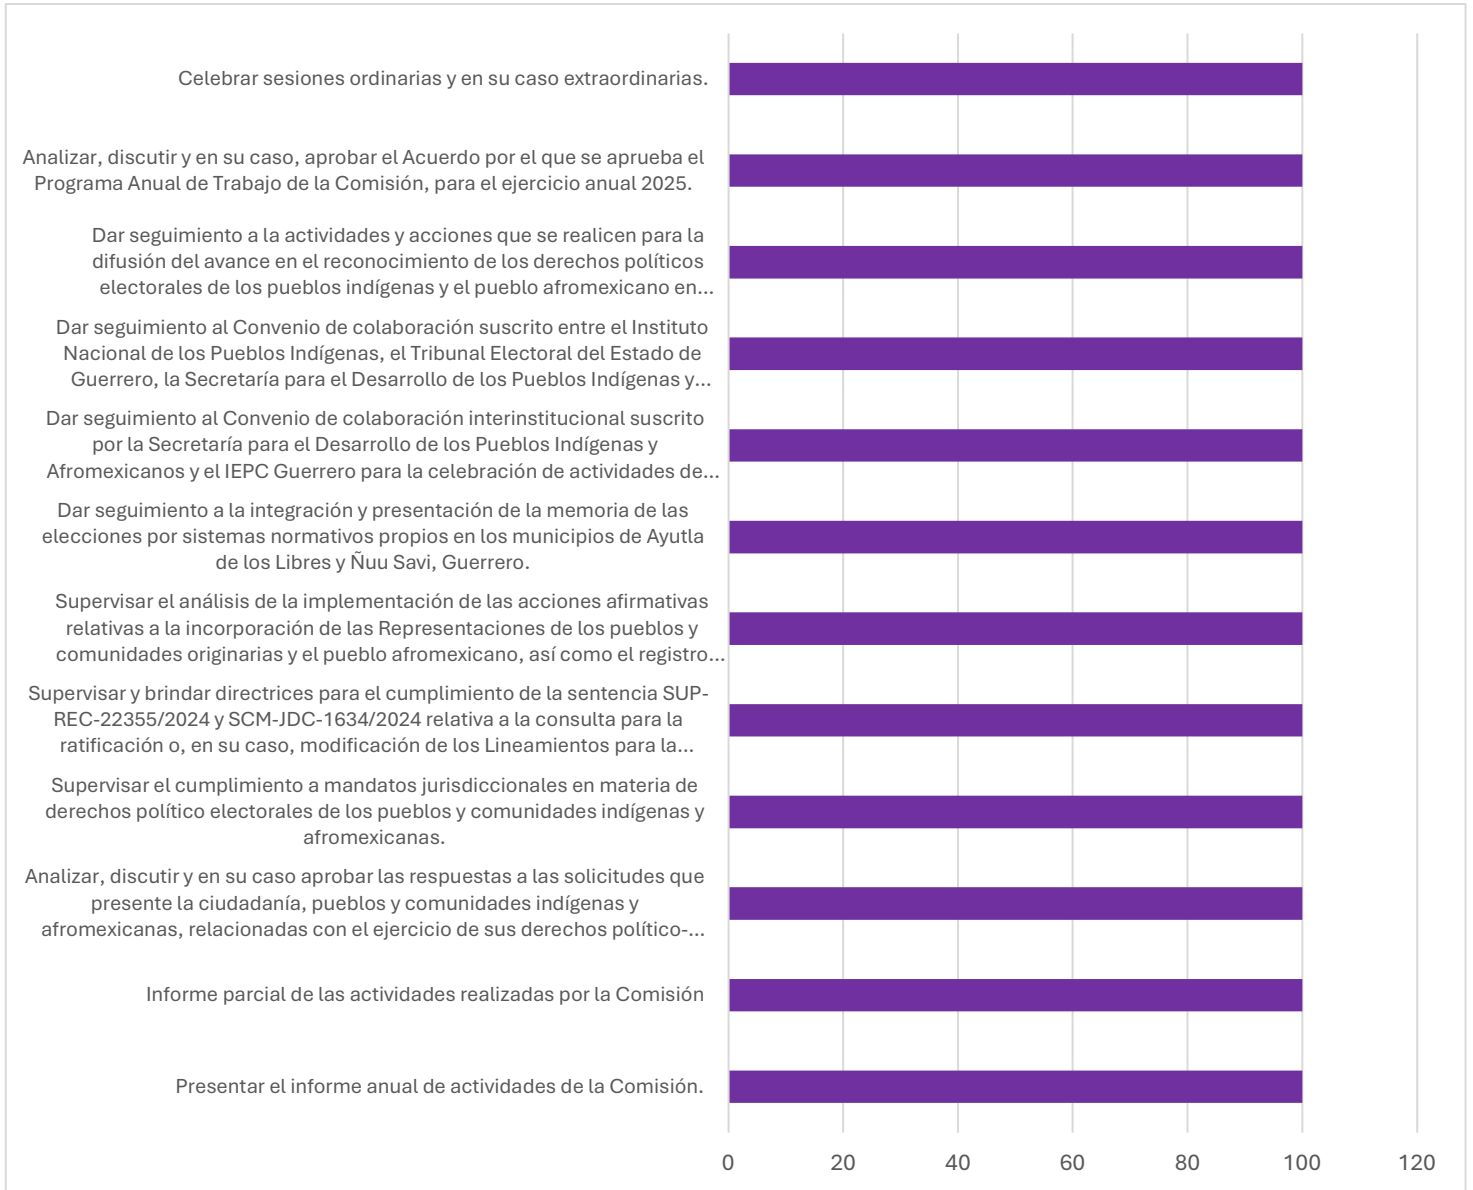 Celebrar sesiones ordinarias y en su caso extraordinarias.
Analizar, discutir y en su caso, aprobar el Acuerdo por el que se aprueba el
Programa Anual de Trabajo de la Comisión, para el ejercicio anual 2025.
Dar seguimiento a la actividades y acciones que se realicen para la
difusión del avance en el reconocimiento de los derechos políticos
electorales de los pueblos indígenas y el pueblo afromexicano en...
Dar seguimiento al Convenio de colaboración suscrito entre el Instituto
Nacional de los Pueblos Indígenas, el Tribunal Electoral del Estado de
Guerrero, la Secretaría para el Desarrollo de los Pueblos Indígenas y...
Dar seguimiento al Convenio de colaboración interinstitucional suscrito
por la Secretaría para el Desarrollo de los Pueblos Indígenas y
Afromexicanos y el IEPC Guerrero para la celebración de actividades de...
Dar seguimiento a la integración y presentación de la memoria de las
elecciones por sistemas normativos propios en los municipios de Ayutla
de los Libres y Ñuu Savi, Guerrero.
Supervisar el análisis de la implementación de las acciones afirmativas
relativas a la incorporación de las Representaciones de los pueblos y
comunidades originarias y el pueblo afromexicano, así como el registro...
Supervisar y brindar directrices para el cumplimiento de la sentencia SUP-
REC-22355/2024 y SCM-JDC-1634/2024 relativa a la consulta para la
ratificación o, en su caso, modificación de los Lineamientos para la...
Supervisar el cumplimiento a mandatos jurisdiccionales en materia de
derechos político electorales de los pueblos y comunidades indígenas y
afromexicanas.
Analizar, discutir y en su caso aprobar las respuestas a las solicitudes que
presente la ciudadanía, pueblos y comunidades indígenas y
afromexicanas, relacionadas con el ejercicio de sus derechos político-...
Informe parcial de las actividades realizadas por la Comisión
Presentar el informe anual de actividades de la Comisión.
0 20 40 60 80 100 120